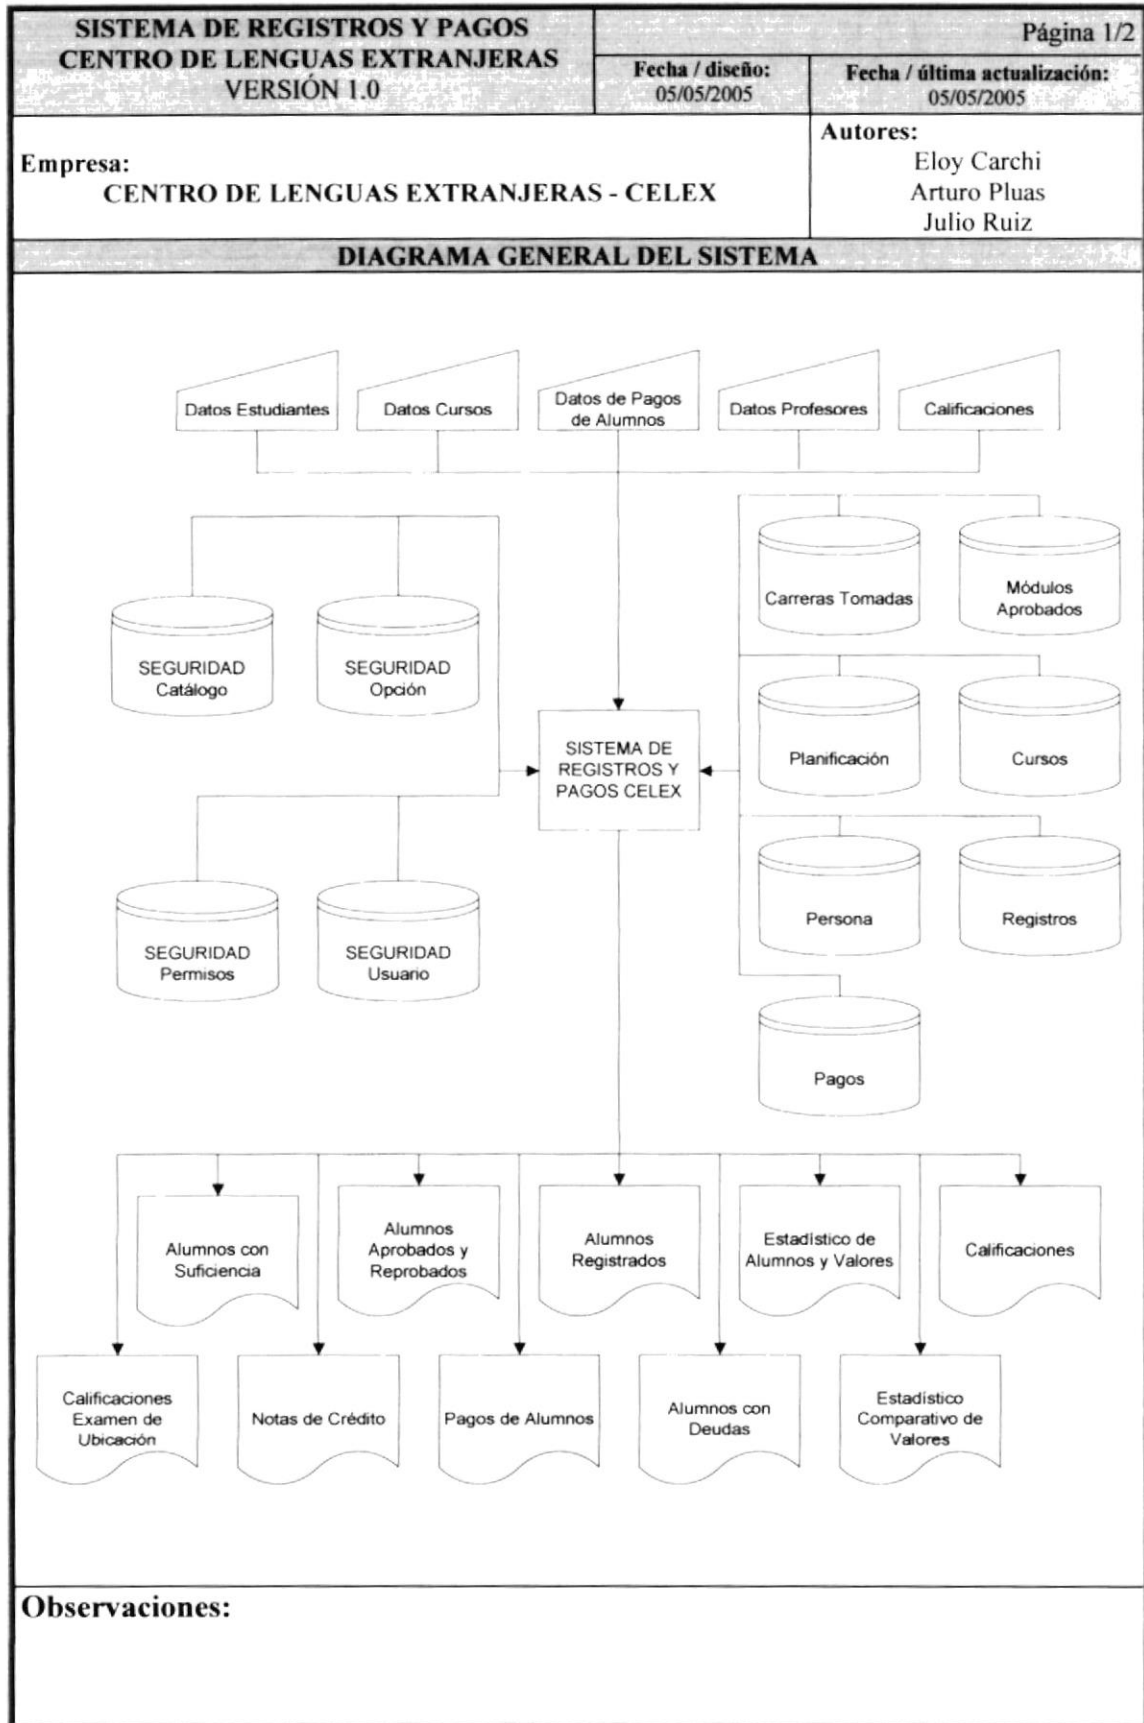 SISTEMA DE REGISTROS Y PAGOS
CENTRO DE LENGUAS EXTRANJERAS
VERSIÓN 1.0
Página 1/2
Fecha / diseño:
05/05/2005
Fecha / última actualización:
05/05/2005
Empresa:
CENTRO DE LENGUAS EXTRANJERAS - CELEX
Autores:
Eloy Carchi
Arturo Pluas
Julio Ruiz
DIAGRAMA GENERAL DEL SISTEMA
Datos Estudiantes
Datos Cursos
Datos de Pagos
de Alumnos
Datos Profesores
Calificaciones
Carreras Tomadas
Módulos
Aprobados
SEGURIDAD
Catálogo
SEGURIDAD
Opción
SISTEMA DE
REGISTROS Y
PAGOS CELEX
Planificación
Cursos
SEGURIDAD
Permisos
SEGURIDAD
Usuario
Persona
Registros
Pagos
Alumnos con
Suficiencia
Alumnos
Aprobados y
Reprobados
Alumnos
Registrados
Estadístico de
Alumnos y Valores
Calificaciones
Calificaciones
Examen de
Ubicación
Notas de Crédito
Pagos de Alumnos
Alumnos con
Deudas
Estadístico
Comparativo de
Valores
Observaciones: